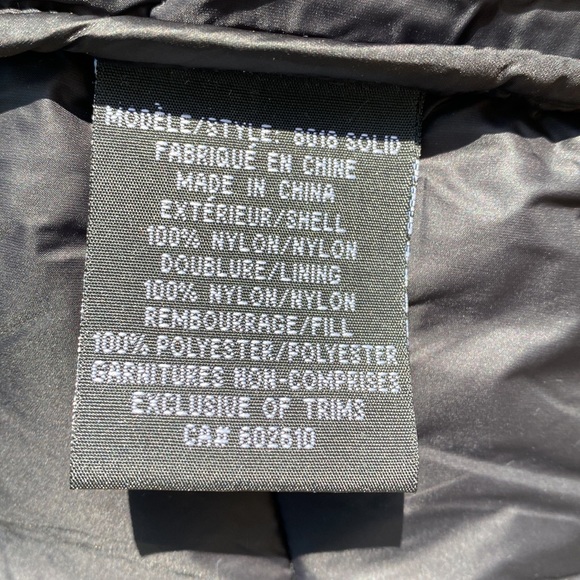 MODÈLE/STYLE: 8018 SOLID
FABRIQUÉ EN CHINE
MADE IN CHINA
EXTÉRIEUR/SHELL
100% NYLON/NYLON
DOUBLURE/LINING
100% NYLON/NYLON
REMBOURRAGE/FILL
100% POLYESTER/POLYESTER
GARNITURES NON-COMPRISES
EXCLUSIVE OF TRIMS
CA# 602610